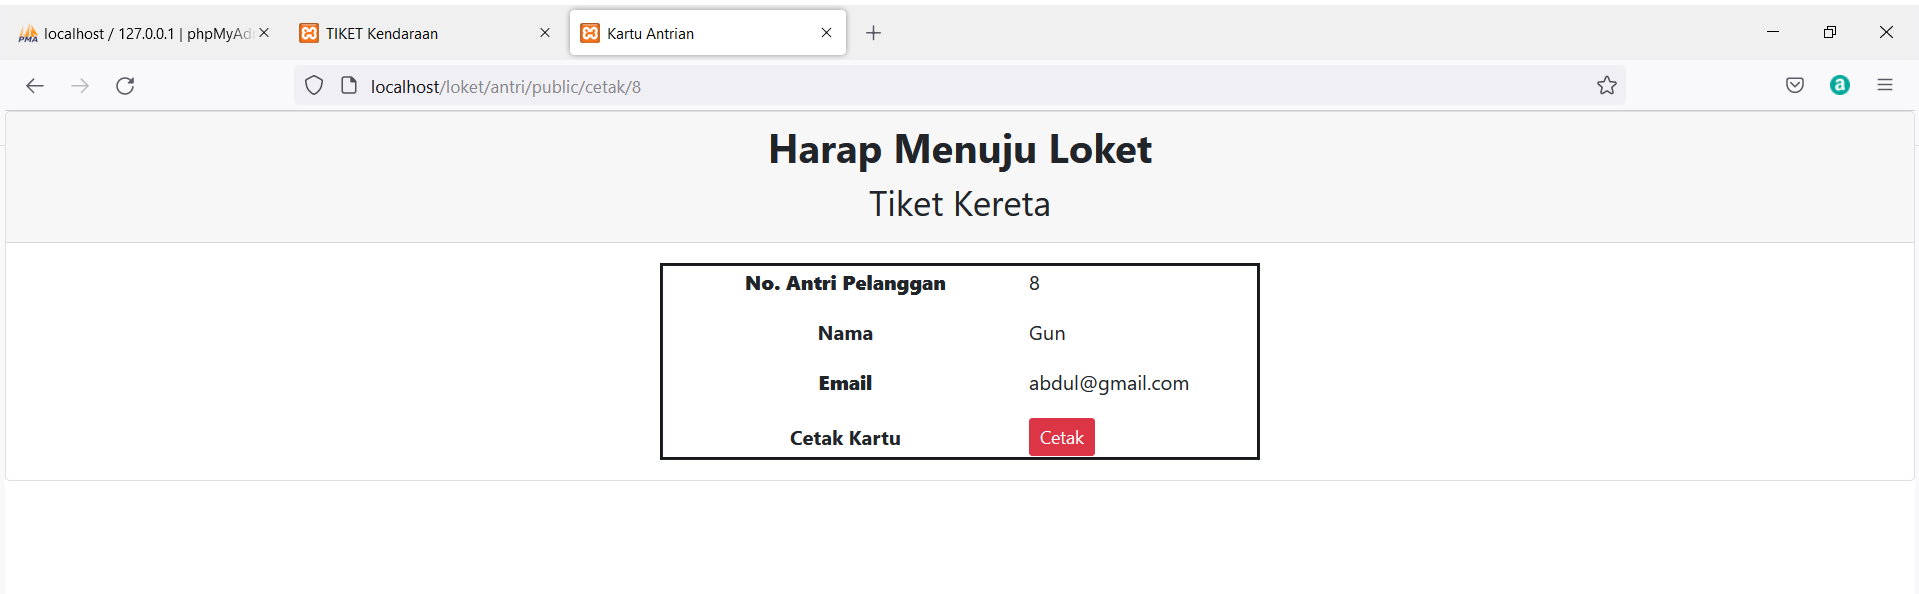 localhost / 127.0.0.1 | phpMyAd
TIKET Kendaraan
Kartu Antrian
localhost/loket/antri/public/cetak/8
Harap Menuju Loket
Tiket Kereta
No. Antri Pelanggan 8
Nama Gun
Email abdul@gmail.com
Cetak Kartu Cetak